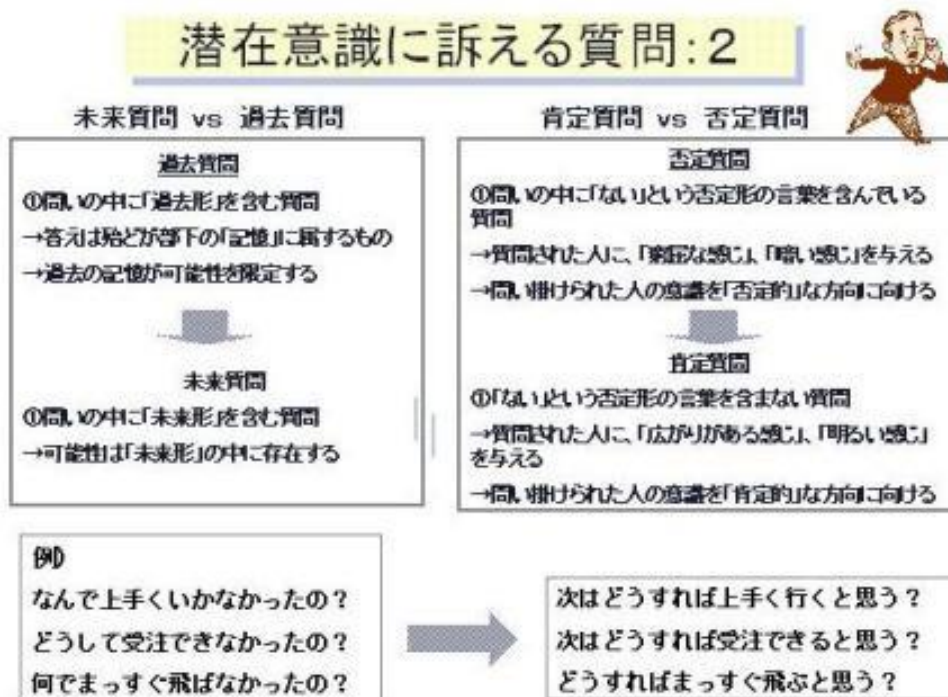 潜在意識に訴える質問:2
未来質問 vs 過去質問
過去質問
①問いの中に「過去形」を含む質問
→答えは殆どが部下の「記憶」に属するもの
→過去の記憶が可能性を限定する
未来質問
①問いの中に「未来形」を含む質問
→可能性は「未来形」の中に存在する
肯定質問 vs 否定質問
否定質問
①問いの中に「ない」という否定形の言葉を含んでいる
質問
→質問された人に、「窮屈な感じ」、「暗い感じ」を与える
→問い掛けられた人の意識を「否定的」な方向に向ける
肯定質問
①「ない」という否定形の言葉を含まない質問
→質問された人に、「広がりがある感じ」、「明るい感じ」
を与える
→問い掛けられた人の意識を「肯定的」な方向に向ける
例)
なんで上手くいかなかったの?
どうして受注できなかったの?
何でまっすぐ飛ばなかったの?
次はどうすれば上手く行くと思う?
次はどうすれば受注できると思う?
どうすればまっすぐ飛ぶと思う?